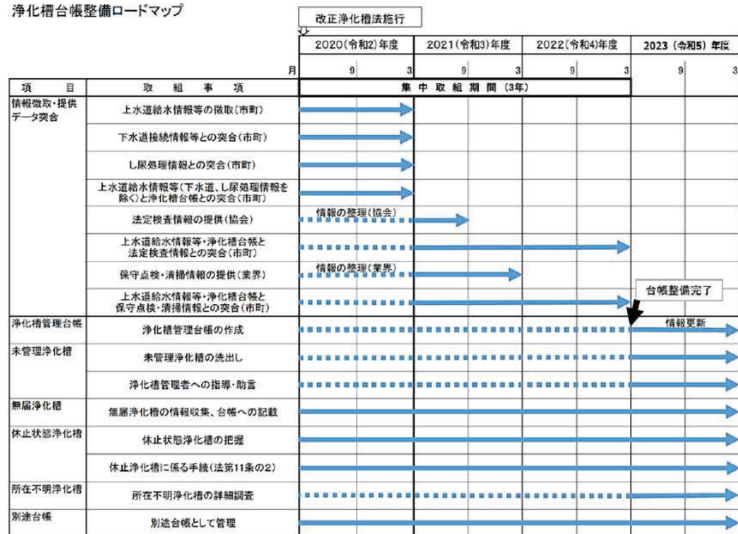 浄化槽台帳整備ロードマップ
改正浄化槽法施行
2020(令和2)年度 2021(令和3)年度 2022(令和4)年度 2023(令和5)年度
月 9 3 9 3 9 3 9 3
項 目 取 組 事 項 集 中 取 組 期 間 (3年)
情報徴取・提供
データ突合
上水道給水情報等の徴取(市町)
下水道接続情報等との突合(市町)
し尿処理情報との突合(市町)
上水道給水情報等(下水道、し尿処理情報を
除く)と浄化槽台帳との突合(市町)
法定検査情報の提供(協会) 情報の整理(協会)
上水道給水情報等・浄化槽台帳と
法定検査情報との突合(市町)
保守点検・清掃情報の提供(業界) 情報の整理(業界)
上水道給水情報等・浄化槽台帳と
保守点検・清掃情報との突合(市町)
台帳整備完了
浄化槽管理台帳 浄化槽管理台帳の作成 情報更新
未管理浄化槽 未管理浄化槽の洗出し
浄化槽管理者への指導・助言
無届浄化槽 無届浄化槽の情報収集、台帳への記載
休止状態浄化槽 休止状態浄化槽の把握
休止浄化槽に係る手続(法第11条の2)
所在不明浄化槽 所在不明浄化槽の詳細調査
別途台帳 別途台帳として管理